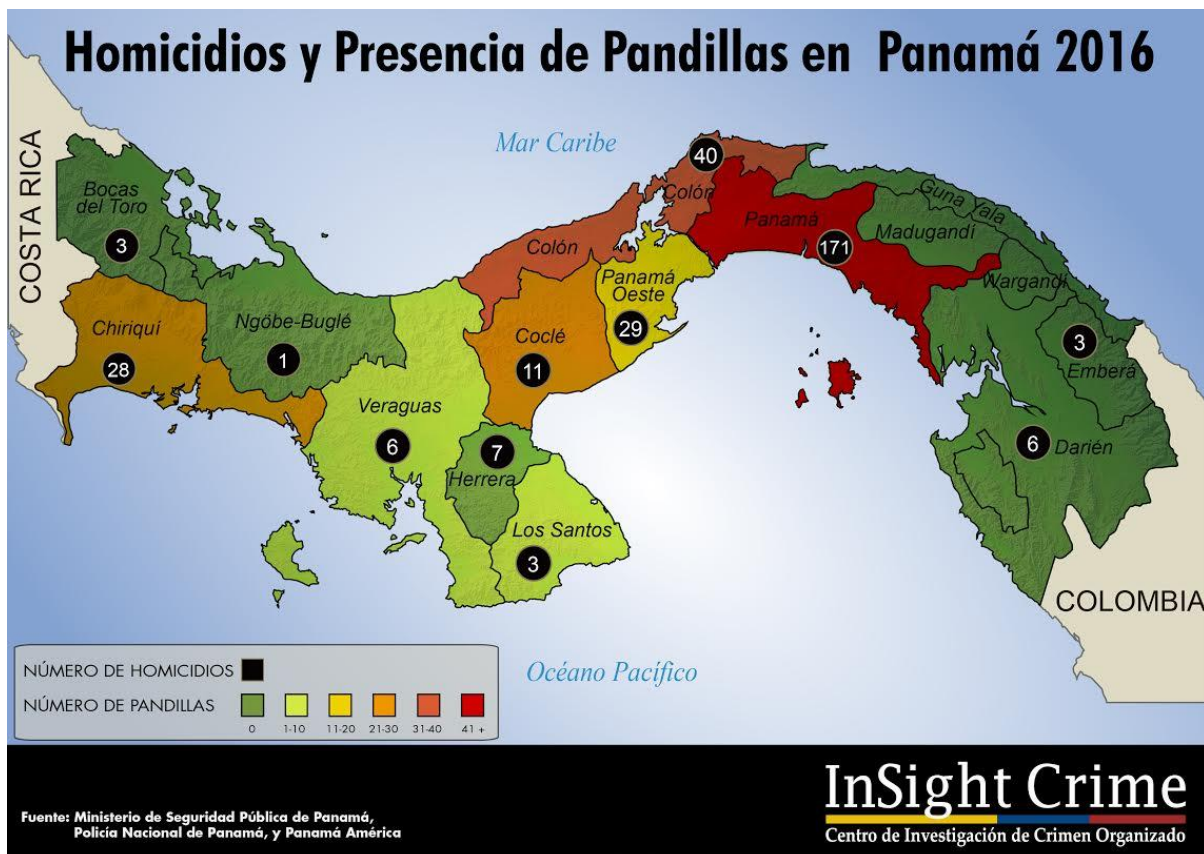 Homicidios y Presencia de Pandillas en Panamá 2016
COSTA RICA
Mar Caribe
Bocas
del Toro
3
Chiriquí
28
Ngöbe-Buglé
1
Veraguas
6
Colón
Coclé
11
Herrera
7
Los Santos
3
Panamá
Oeste
29
40
Colón
Panamá
171
Guna Yala
Madugandí
Wargandí
3
Emberá
6
Darién
COLOMBIA
Océano Pacífico
NÚMERO DE HOMICIDIOS
NÚMERO DE PANDILLAS
0 1-10 11-20 21-30 31-40 41 +
Fuente: Ministerio de Seguridad Pública de Panamá,
Policía Nacional de Panamá, y Panamá América
InSight Crime
Centro de Investigación de Crimen Organizado